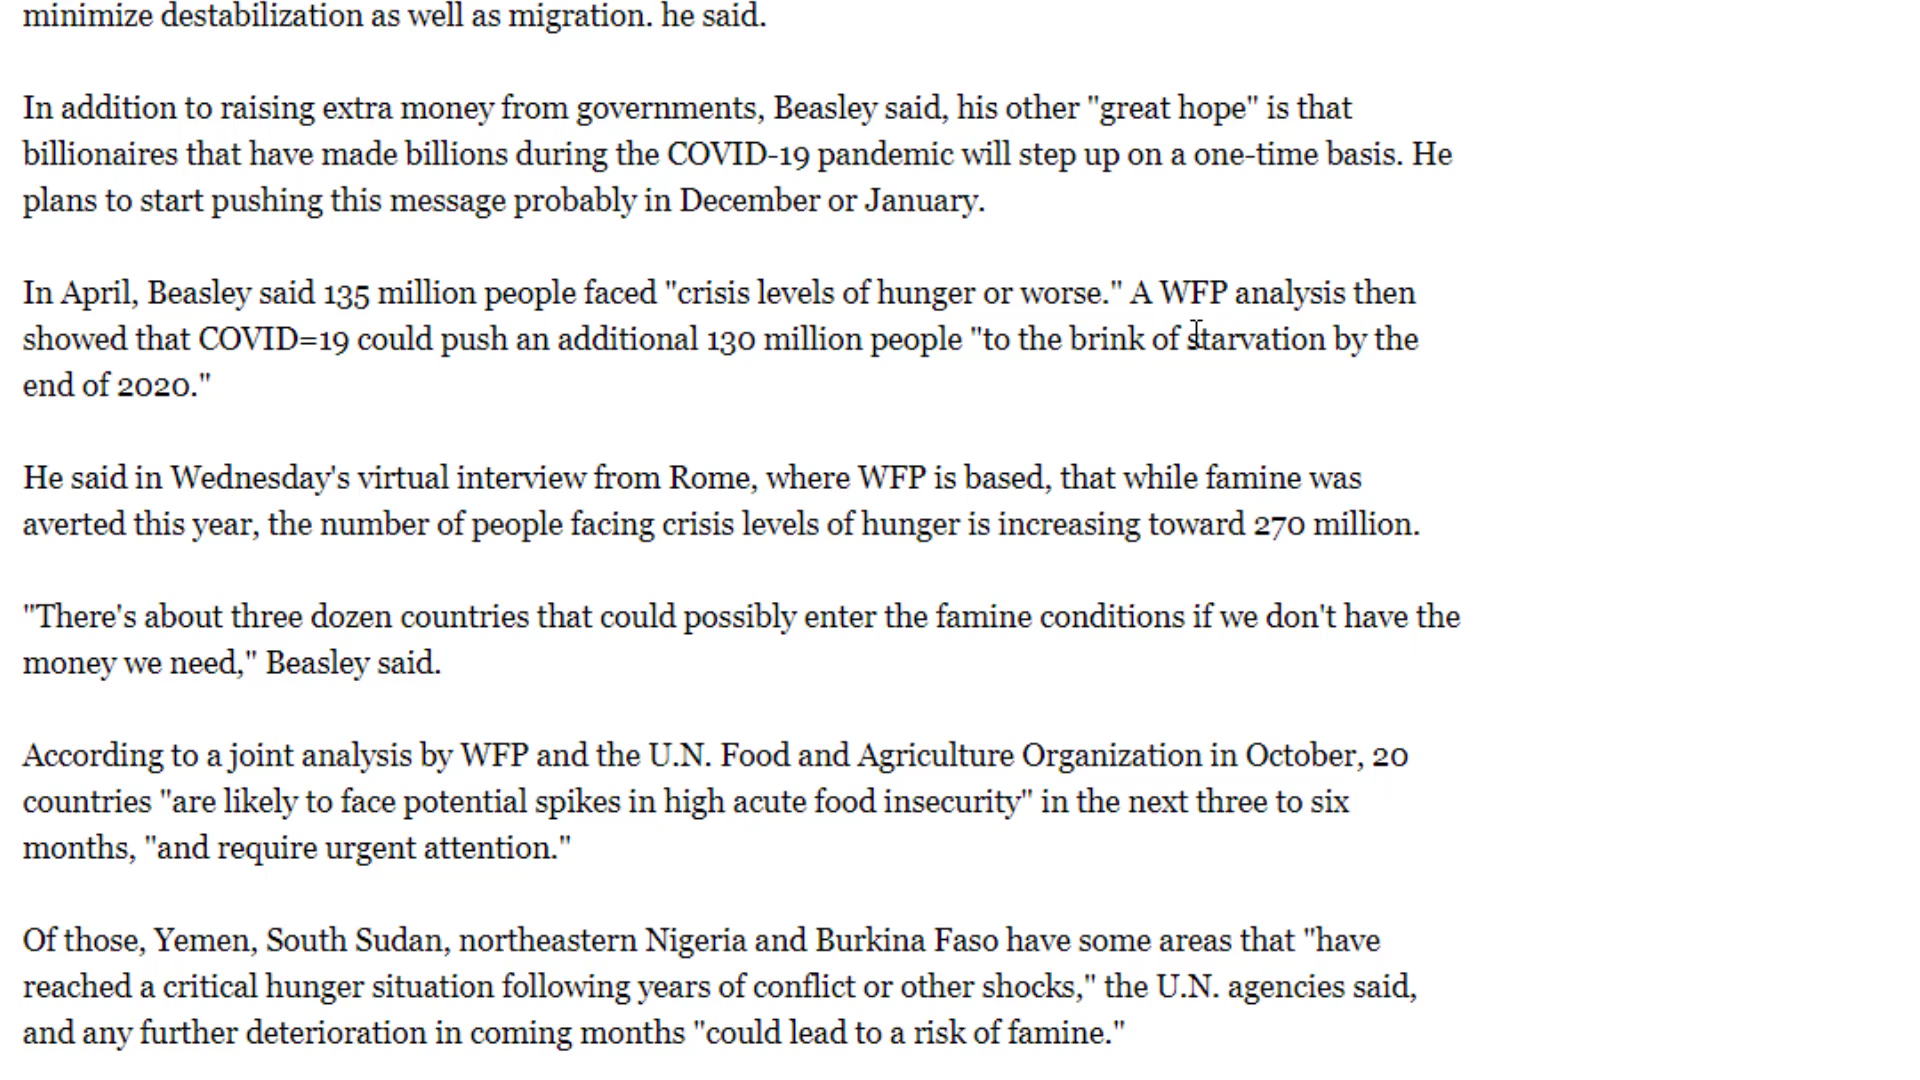 minimize destabilization as well as migration. he said.
In addition to raising extra money from governments, Beasley said, his other "great hope" is that
billionaires that have made billions during the COVID-19 pandemic will step up on a one-time basis. He
plans to start pushing this message probably in December or January.
In April, Beasley said 135 million people faced "crisis levels of hunger or worse." A WFP analysis then
showed that COVID=19 could push an additional 130 million people "to the brink of starvation by the
end of 2020."
He said in Wednesday's virtual interview from Rome, where WFP is based, that while famine was
averted this year, the number of people facing crisis levels of hunger is increasing toward 270 million.
"There's about three dozen countries that could possibly enter the famine conditions if we don't have the
money we need," Beasley said.
According to a joint analysis by WFP and the U.N. Food and Agriculture Organization in October, 20
countries "are likely to face potential spikes in high acute food insecurity" in the next three to six
months, "and require urgent attention."
Of those, Yemen, South Sudan, northeastern Nigeria and Burkina Faso have some areas that "have
reached a critical hunger situation following years of conflict or other shocks," the U.N. agencies said,
and any further deterioration in coming months "could lead to a risk of famine."